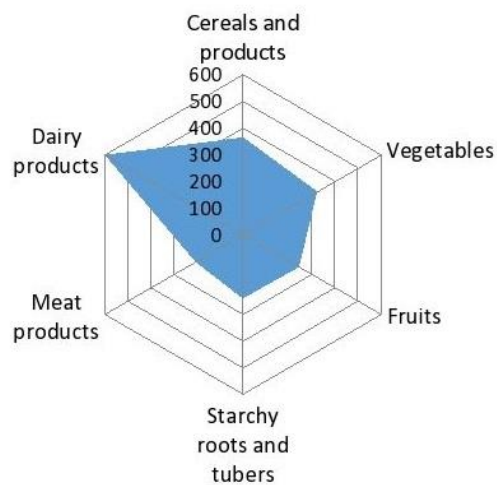 Cereals and
products
600
500
400
300
200
100
0
Vegetables
Fruits
Starchy
roots and
tubers
Meat
products
Dairy
products